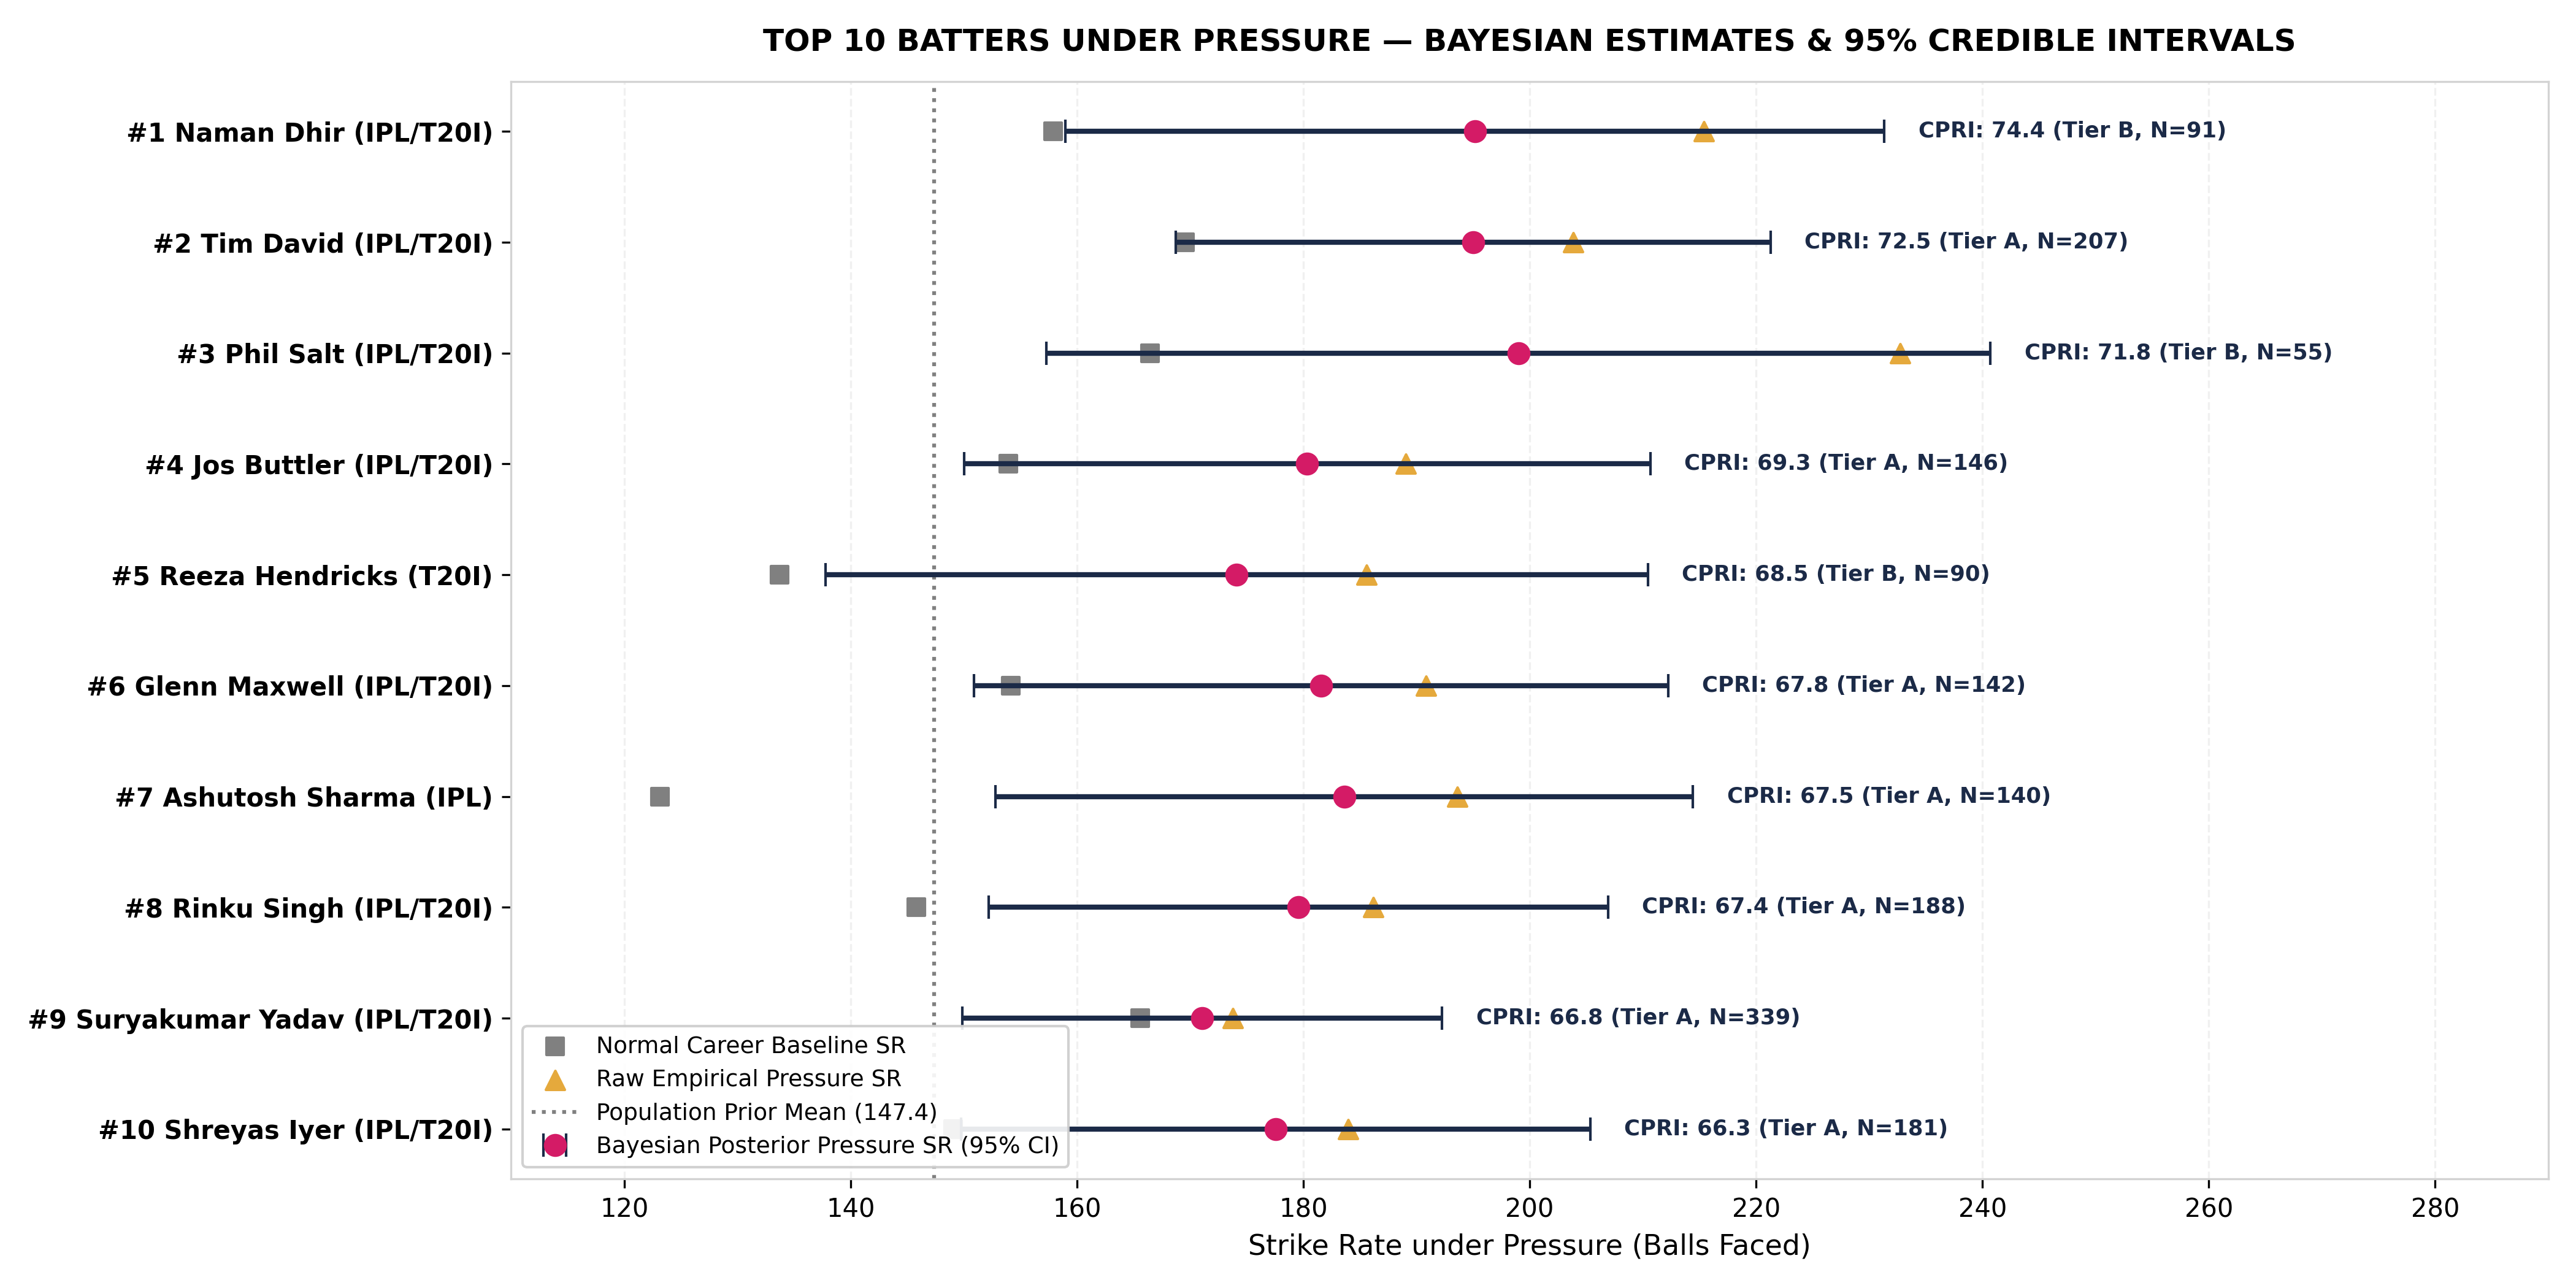 TOP 10 BATTERS UNDER PRESSURE — BAYESIAN ESTIMATES & 95% CREDIBLE INTERVALS
#1 Naman Dhir (IPL/T20I)
CPRI: 74.4 (Tier B, N=91)
#2 Tim David (IPL/T20I)
CPRI: 72.5 (Tier A, N=207)
#3 Phil Salt (IPL/T20I)
CPRI: 71.8 (Tier B, N=55)
#4 Jos Buttler (IPL/T20I)
CPRI: 69.3 (Tier A, N=146)
#5 Reeza Hendricks (T20I)
CPRI: 68.5 (Tier B, N=90)
#6 Glenn Maxwell (IPL/T20I)
CPRI: 67.8 (Tier A, N=142)
#7 Ashutosh Sharma (IPL)
CPRI: 67.5 (Tier A, N=140)
#8 Rinku Singh (IPL/T20I)
CPRI: 67.4 (Tier A, N=188)
#9 Suryakumar Yadav (IPL/T20I)
CPRI: 66.8 (Tier A, N=339)
#10 Shreyas Iyer (IPL/T20I)
CPRI: 66.3 (Tier A, N=181)
Normal Career Baseline SR
Raw Empirical Pressure SR
Population Prior Mean (147.4)
Bayesian Posterior Pressure SR (95% CI)
120 140 160 180 200 220 240 260 280
Strike Rate under Pressure (Balls Faced)